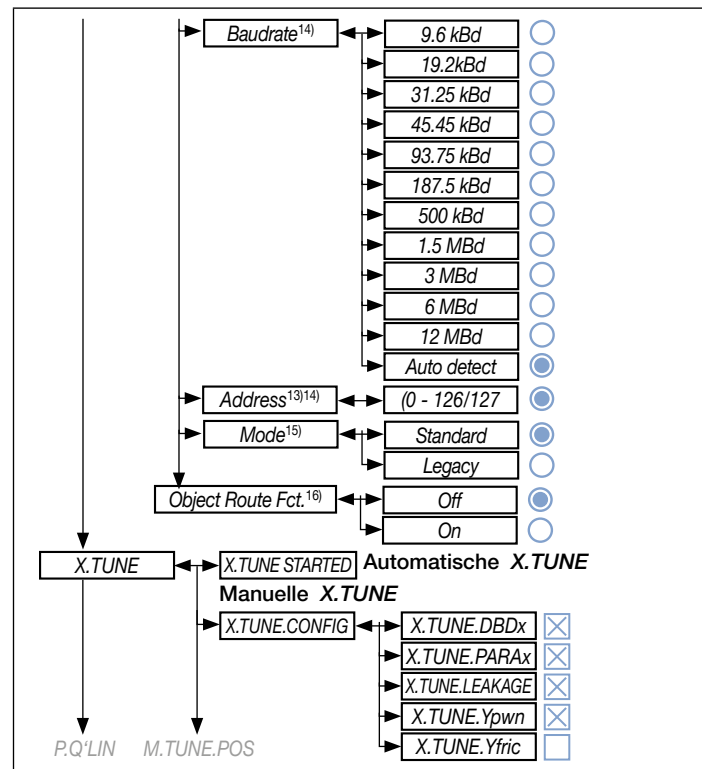 Baudrate14) 9.6 kBd
19.2kBd
31.25 kBd
45.45 kBd
93.75 kBd
187.5 kBd
500 kBd
1.5 MBd
3 MBd
6 MBd
12 MBd
Auto detect
Address13)14) (0 - 126/127
Mode15) Standard
Legacy
Object Route Fct.16) Off
On
X.TUNE X.TUNE STARTED Automatische X.TUNE
Manuelle X.TUNE
X.TUNE.CONFIG X.TUNE.DBDx
X.TUNE.PARAx
X.TUNE.LEAKAGE
X.TUNE.Ypwn
P.Q‘LIN M.TUNE.POS X.TUNE.Yfric